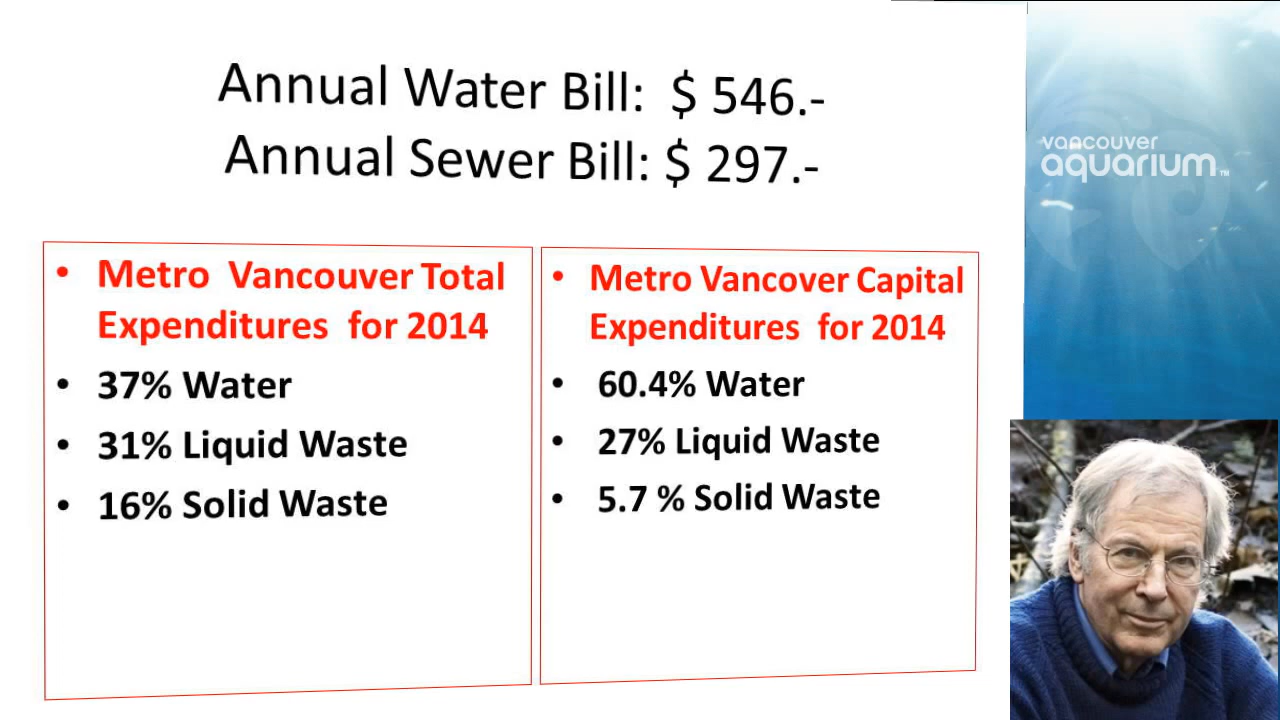 Annual Water Bill: $ 546.-
Annual Sewer Bill: $ 297.-
• Metro Vancouver Total
Expenditures for 2014
• 37% Water
• 31% Liquid Waste
• 16% Solid Waste
• Metro Vancover Capital
Expenditures for 2014
• 60.4% Water
• 27% Liquid Waste
• 5.7 % Solid Waste
vancouver
aquarium™